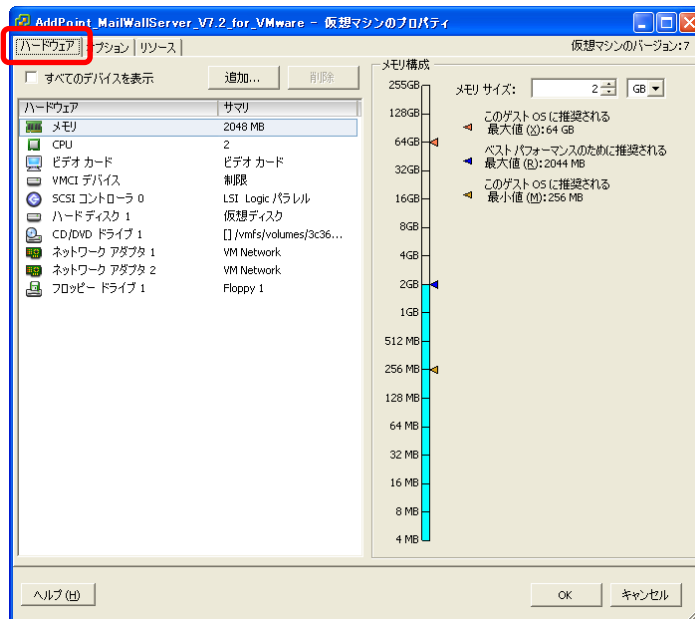 AddPoint_MailWallServer_V7.2_for_VMware - 仮想マシンのプロパティ
ハードウェア オプション リソース
仮想マシンのバージョン:7
すべてのデバイスを表示
追加...
削除
ハードウェア サマリ
メモリ 2048 MB
CPU 2
ビデオ カード ビデオ カード
VMCI デバイス 制限
SCSI コントローラ 0 LSI Logic パラレル
ハード ディスク 1 仮想ディスク
CD/DVD ドライブ 1 [] /vmfs/volumes/3c36...
ネットワーク アダプタ 1 VM Network
ネットワーク アダプタ 2 VM Network
フロッピー ドライブ 1 Floppy 1
メモリ構成
255GB
128GB
64GB
32GB
16GB
8GB
4GB
2GB
1GB
512 MB
256 MB
128 MB
64 MB
32 MB
16 MB
8 MB
4 MB
メモリ サイズ: 2 GB
このゲスト OS に推奨される
最大値 (X):64 GB
ベスト パフォーマンスのために推奨される
最大値 (R):2044 MB
このゲスト OS に推奨される
最小値 (M):256 MB
ヘルプ (H)
OK
キャンセル